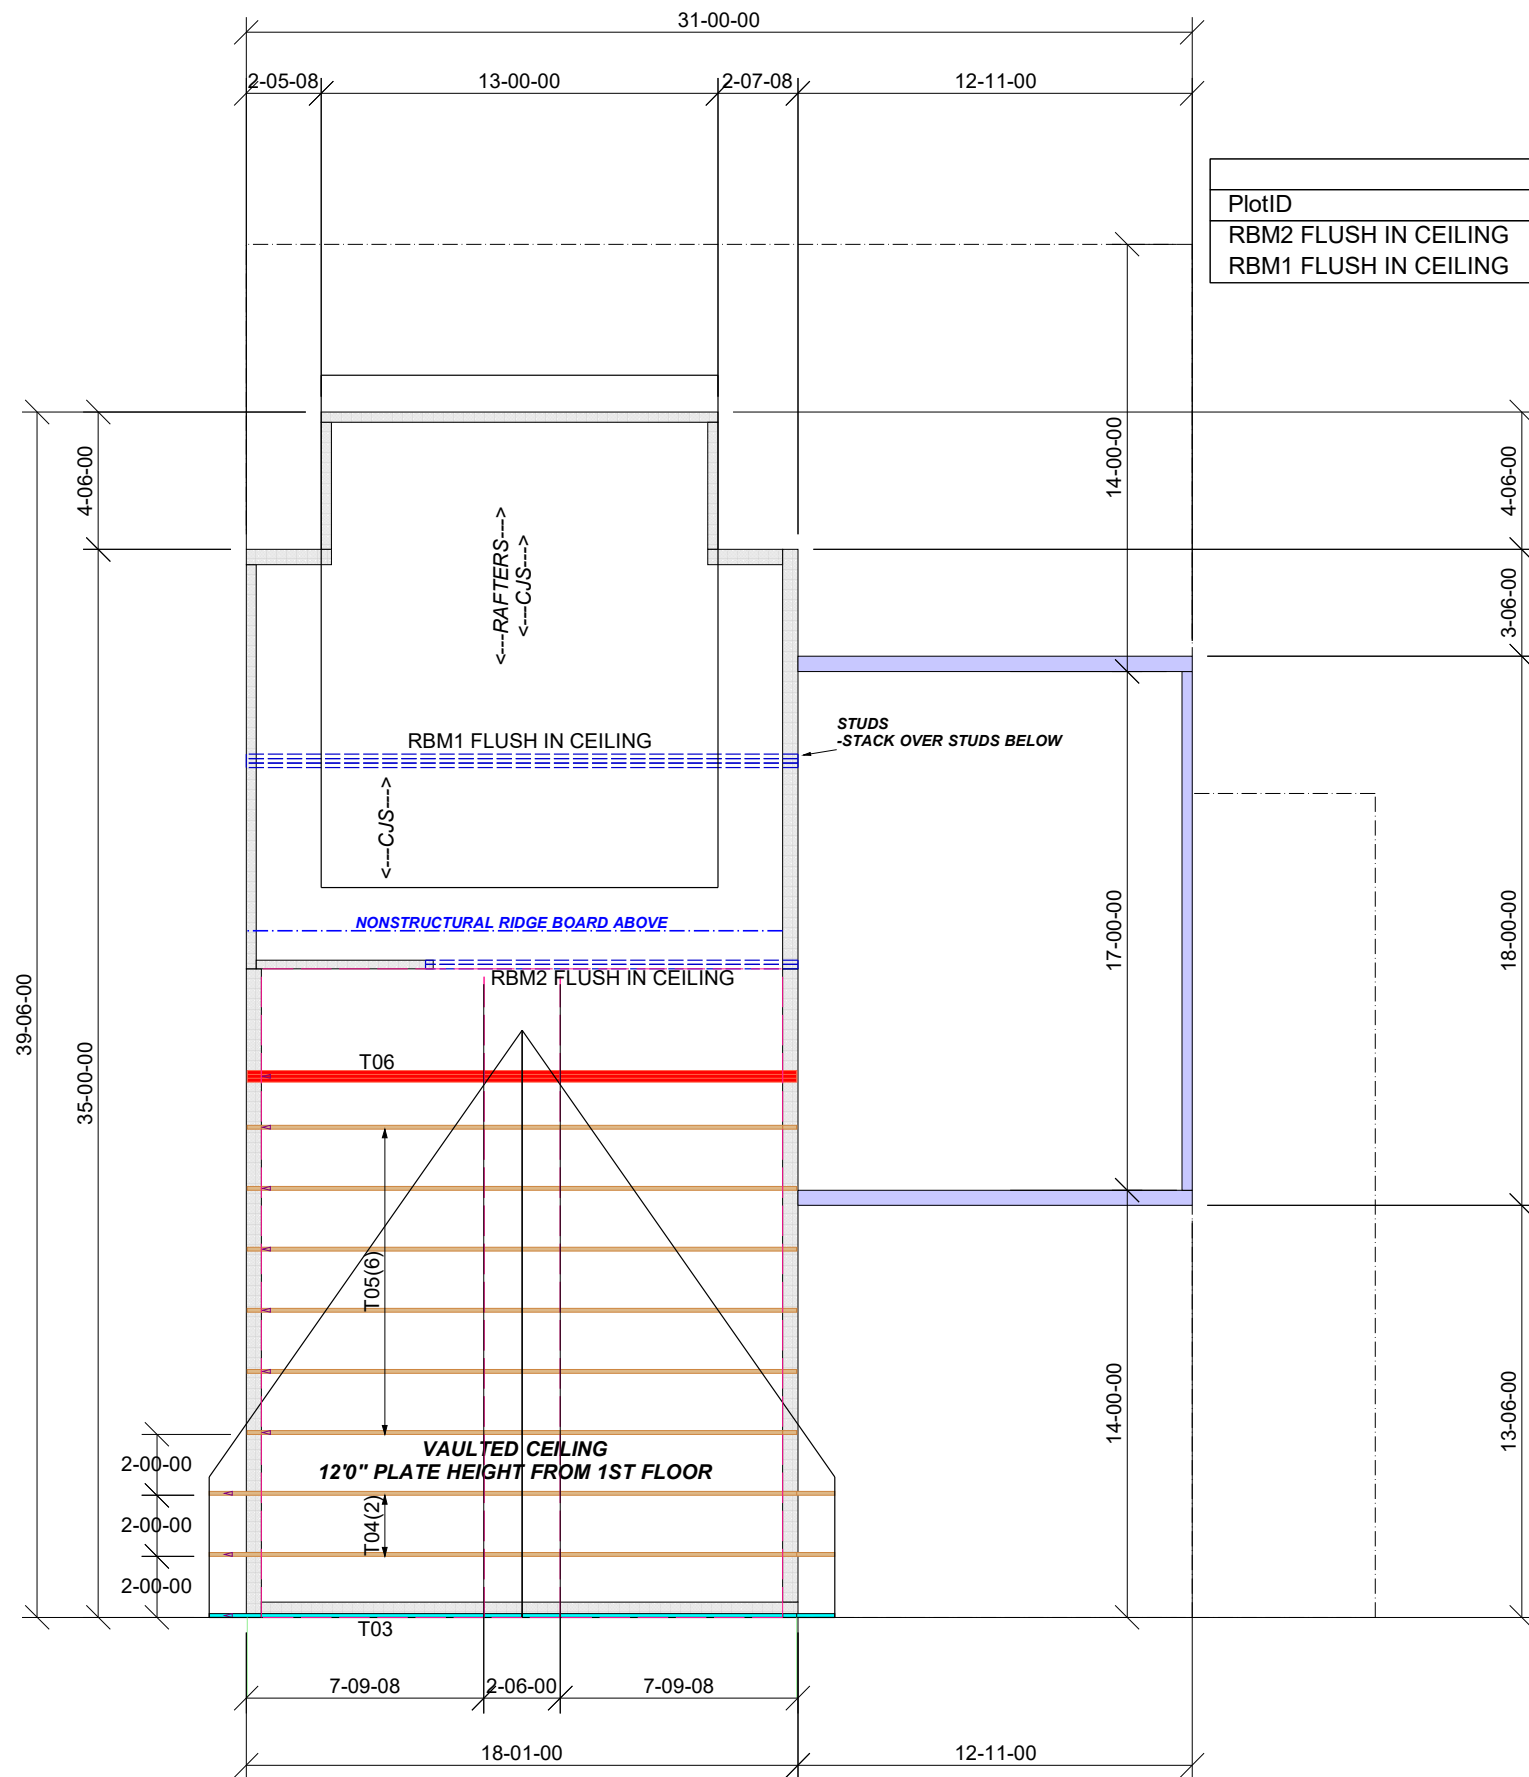 31-00-00
2-05-08
13-00-00
2-07-08
12-11-00
PlotID
RBM2 FLUSH IN CEILING
RBM1 FLUSH IN CEILING
4-06-00
14-00-00
4-06-00
<----RAFTERS---->
<----CJS---->
3-06-00
STUDS
-STACK OVER STUDS BELOW
RBM1 FLUSH IN CEILING
<----CJS---->
NONSTRUCTURAL RIDGE BOARD ABOVE
17-00-00
18-00-00
RBM2 FLUSH IN CEILING
39-06-00
35-00-00
T06
T05(6)
14-00-00
13-06-00
VAULTED CEILING
12'0" PLATE HEIGHT FROM 1ST FLOOR
2-00-00
T04(2)
2-00-00
2-00-00
T03
7-09-08
2-06-00
7-09-08
18-01-00
12-11-00